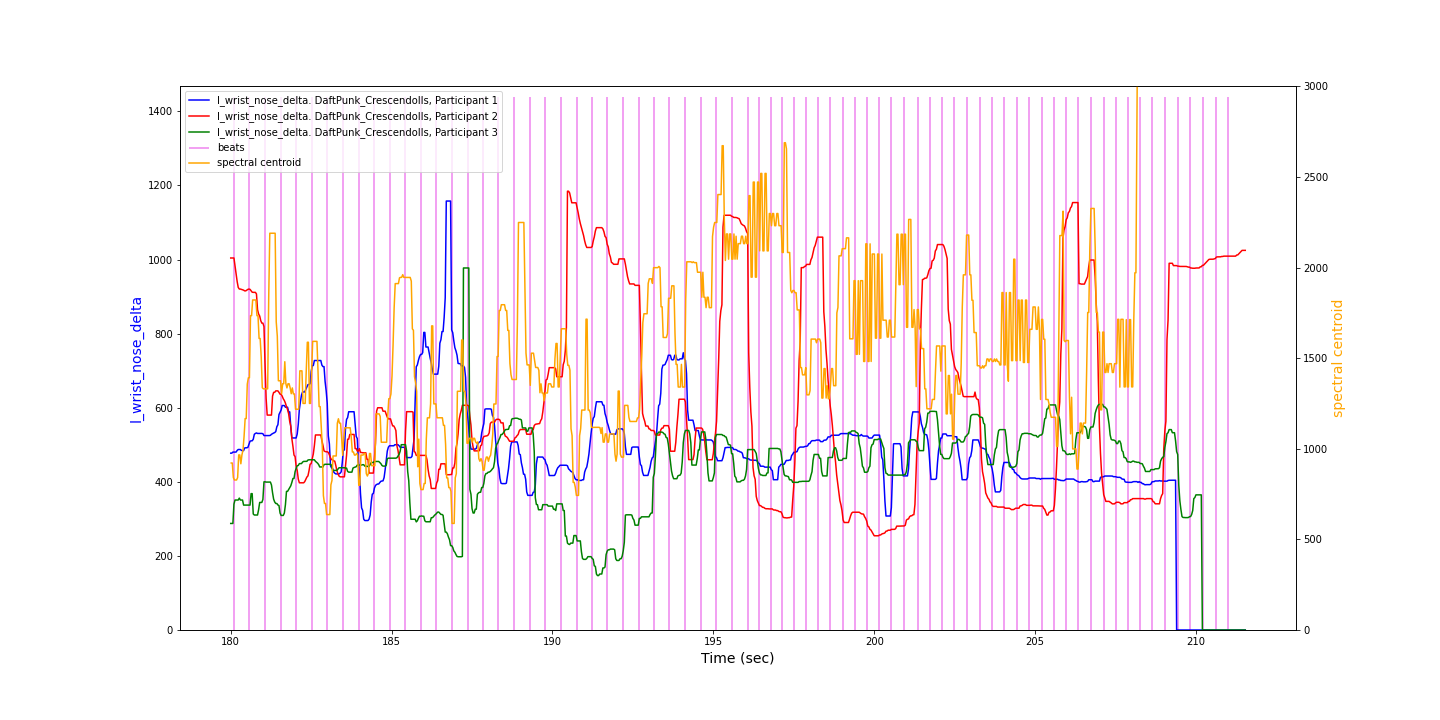 l_wrist_nose_delta. DaftPunk_Crescendolls, Participant 1
l_wrist_nose_delta. DaftPunk_Crescendolls, Participant 2
l_wrist_nose_delta. DaftPunk_Crescendolls, Participant 3
beats
spectral centroid
l_wrist_nose_delta
1400
1200
1000
800
600
400
200
0
3000
2500
2000
1500
1000
500
0
spectral centroid
180 185 190 195 200 205 210
Time (sec)